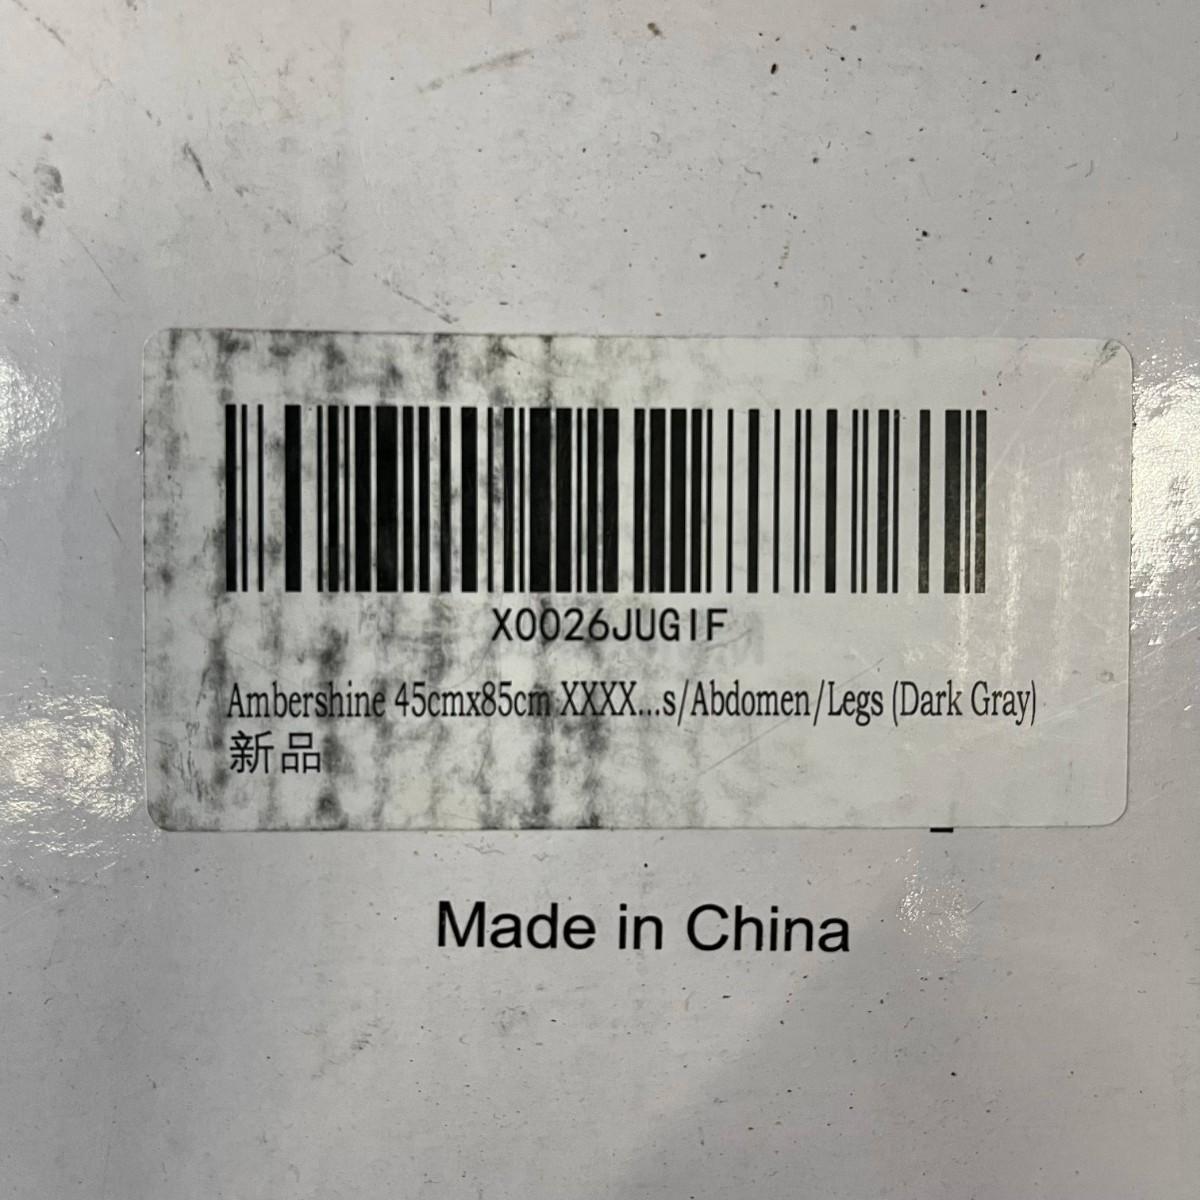 X0026JUGIF
Ambershine 45cmx85cm XXXX...s/Abdomen/Legs (Dark Gray)
新品
Made in China